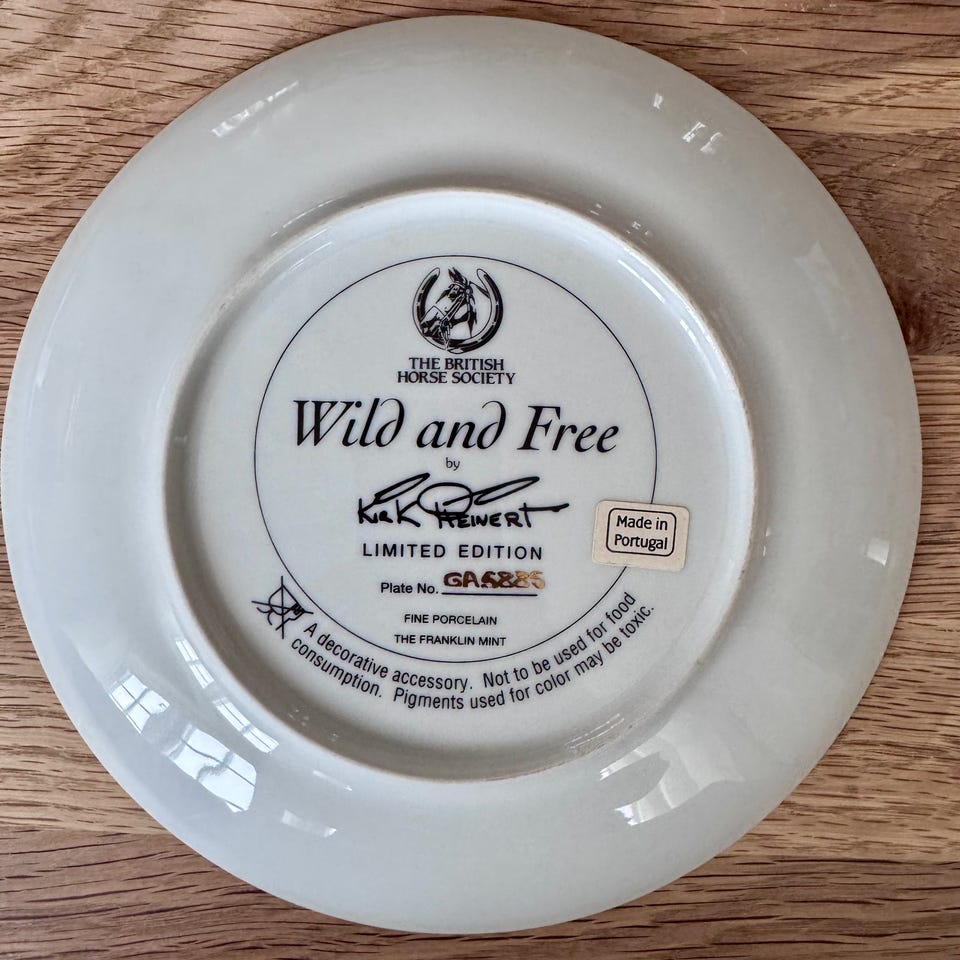 THE BRITISH
HORSE SOCIETY
Wild and Free
by
Kirk Reinert
LIMITED EDITION
Plate No. GA5885
FINE PORCELAIN
THE FRANKLIN MINT
A decorative accessory. Not to be used for food
consumption. Pigments used for color may be toxic.
Made in
Portugal